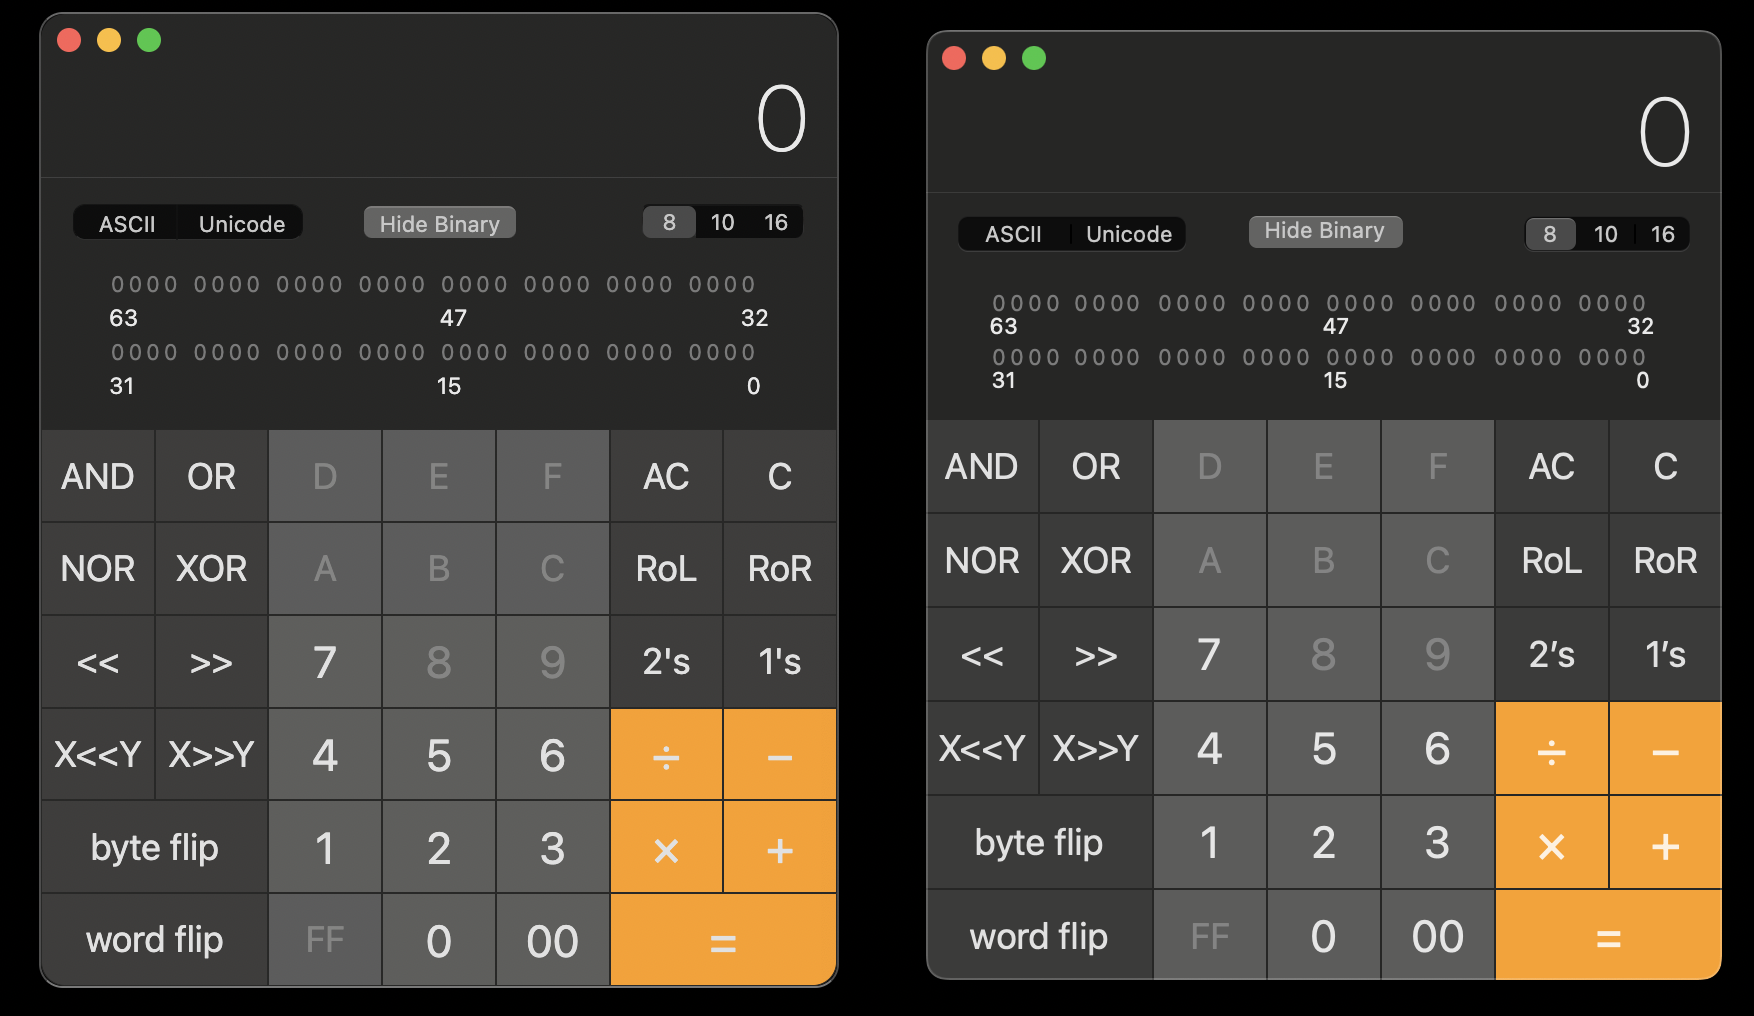 0
ASCII Unicode Hide Binary 8 10 16
0000 0000 0000 0000 0000 0000 0000 0000
63 47 32
0000 0000 0000 0000 0000 0000 0000 0000
31 15 0
AND OR D E F AC C
NOR XOR A B C RoL RoR
<< >> 7 8 9 2's 1's
X<<Y X>>Y 4 5 6 ÷ −
byte flip 1 2 3 × +
word flip FF 0 00 =
0
ASCII Unicode Hide Binary 8 10 16
0000 0000 0000 0000 0000 0000 0000 0000
63 47 32
0000 0000 0000 0000 0000 0000 0000 0000
31 15 0
AND OR D E F AC C
NOR XOR A B C RoL RoR
<< >> 7 8 9 2’s 1’s
X<<Y X>>Y 4 5 6 ÷ −
byte flip 1 2 3 × +
word flip FF 0 00 =